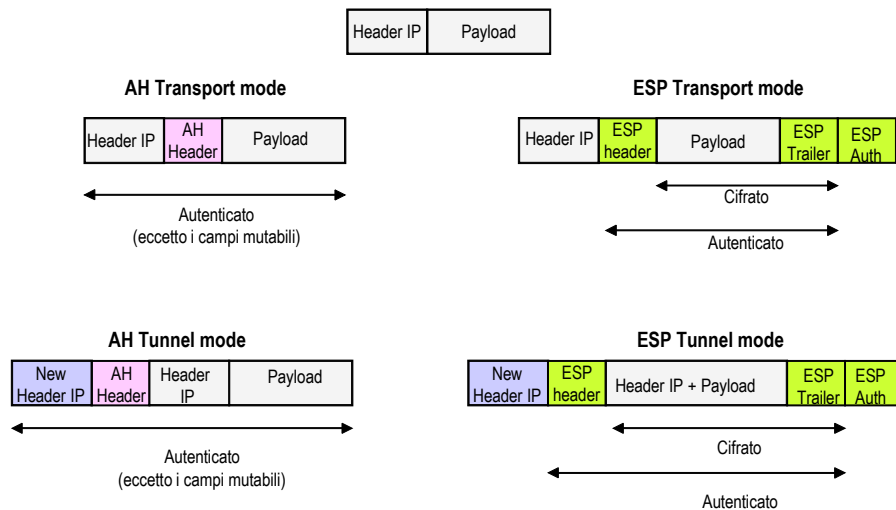 Header IP Payload
AH Transport mode
Header IP AH Header Payload
Autenticato
(eccetto i campi mutabili)
ESP Transport mode
Header IP ESP header Payload ESP Trailer ESP Auth
Cifrato
Autenticato
AH Tunnel mode
New Header IP AH Header Header IP Payload
Autenticato
(eccetto i campi mutabili)
ESP Tunnel mode
New Header IP ESP header Header IP + Payload ESP Trailer ESP Auth
Cifrato
Autenticato